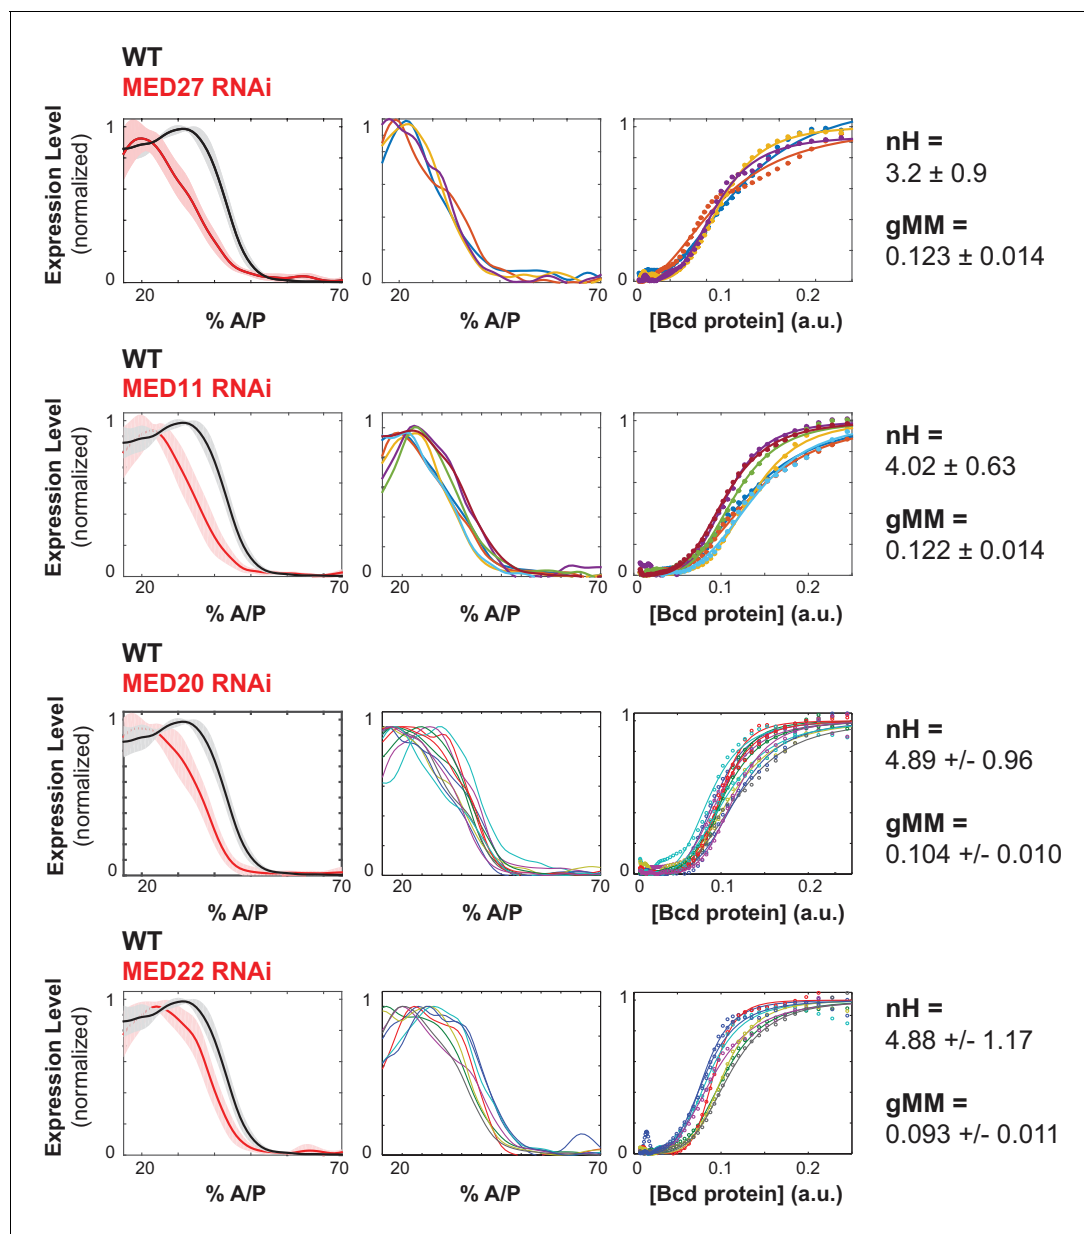 WT
MED27 RNAi
Expression Level
(normalized)
1
0
20
70
% A/P
1
0
20
70
% A/P
1
0
0
0.1
0.2
[Bcd protein] (a.u.)
nH =
3.2 ± 0.9
gMM =
0.123 ± 0.014
WT
MED11 RNAi
Expression Level
(normalized)
1
0
20
70
% A/P
1
0
20
70
% A/P
1
0
0
0.1
0.2
[Bcd protein] (a.u.)
nH =
4.02 ± 0.63
gMM =
0.122 ± 0.014
WT
MED20 RNAi
Expression Level
(normalized)
1
0
20
70
% A/P
1
0
20
70
% A/P
1
0
0
0.1
0.2
[Bcd protein] (a.u.)
nH =
4.89 +/- 0.96
gMM =
0.104 +/- 0.010
WT
MED22 RNAi
Expression Level
(normalized)
1
0
20
70
% A/P
1
0
20
70
% A/P
1
0
0
0.1
0.2
[Bcd protein] (a.u.)
nH =
4.88 +/- 1.17
gMM =
0.093 +/- 0.011